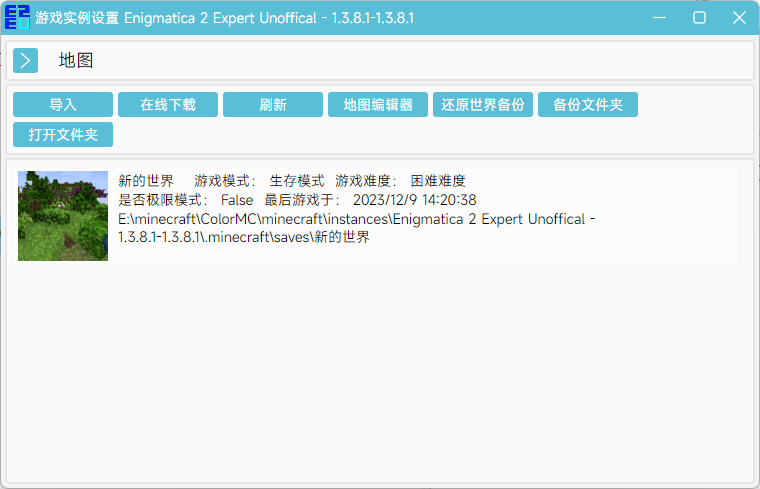 E2
EU
游戏实例设置 Enigmatica 2 Expert Unoffical - 1.3.8.1-1.3.8.1
地图
导入 在线下载 刷新 地图编辑器 还原世界备份 备份文件夹
打开文件夹
新的世界 游戏模式： 生存模式 游戏难度： 困难难度
是否极限模式： False 最后游戏于： 2023/12/9 14:20:38
E:\minecraft\ColorMC\minecraft\instances\Enigmatica 2 Expert Unoffical -
1.3.8.1-1.3.8.1\.minecraft\saves\新的世界